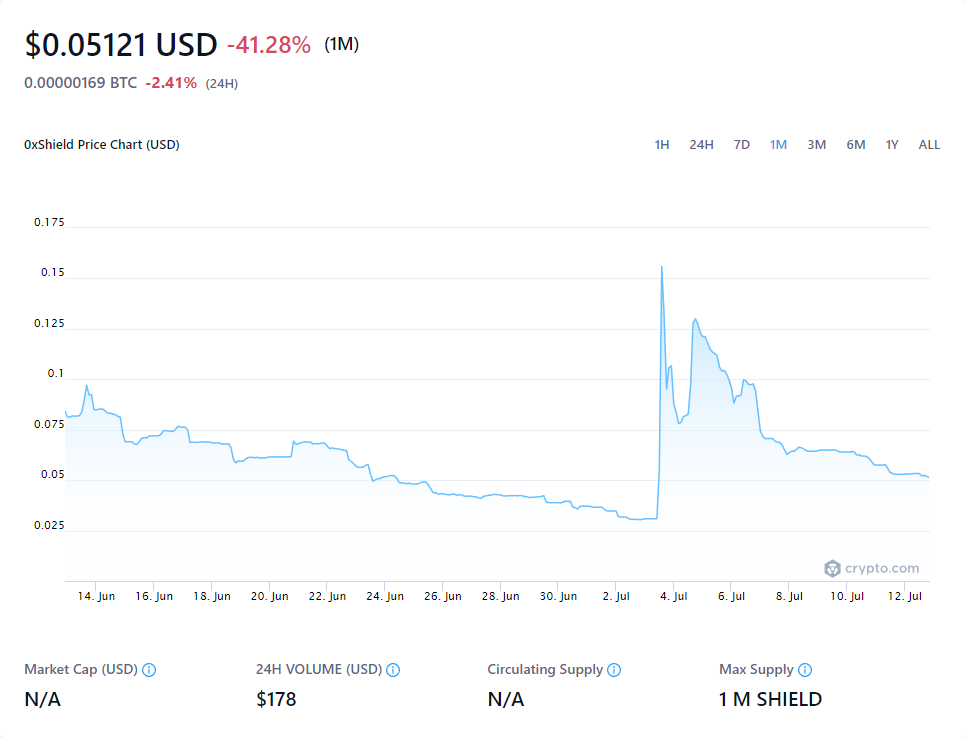 $0.05121 USD -41.28% (1M)
0.00000169 BTC -2.41% (24H)
0xShield Price Chart (USD) 1H 24H 7D 1M 3M 6M 1Y ALL
0.175
0.15
0.125
0.1
0.075
0.05
0.025
crypto.com
14. Jun 16. Jun 18. Jun 20. Jun 22. Jun 24. Jun 26. Jun 28. Jun 30. Jun 2. Jul 4. Jul 6. Jul 8. Jul 10. Jul 12. Jul
Market Cap (USD) 24H VOLUME (USD) Circulating Supply Max Supply
N/A $178 N/A 1 M SHIELD